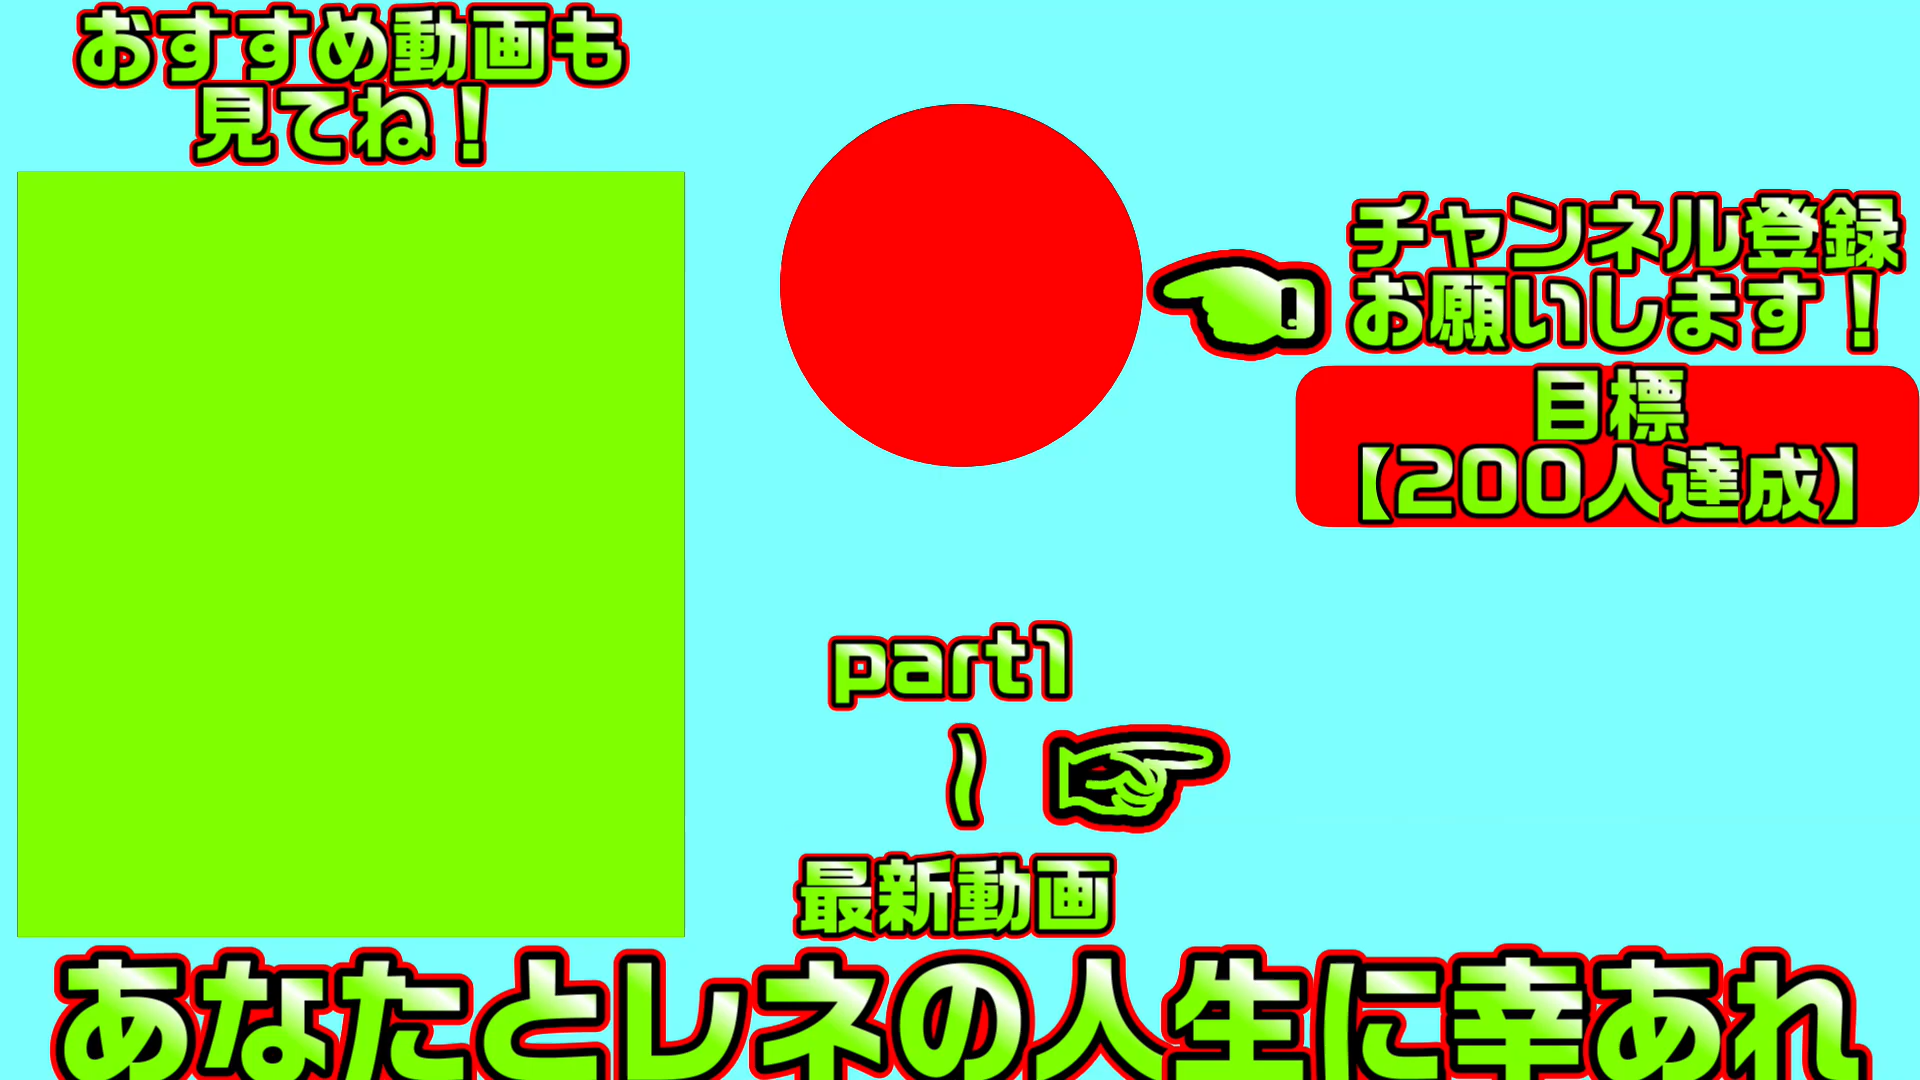 おすすめ動画も
見てね！
チャンネル登録
お願いします！
目標
【200人達成】
part1
～
最新動画
あなたとレネの人生に幸あれ